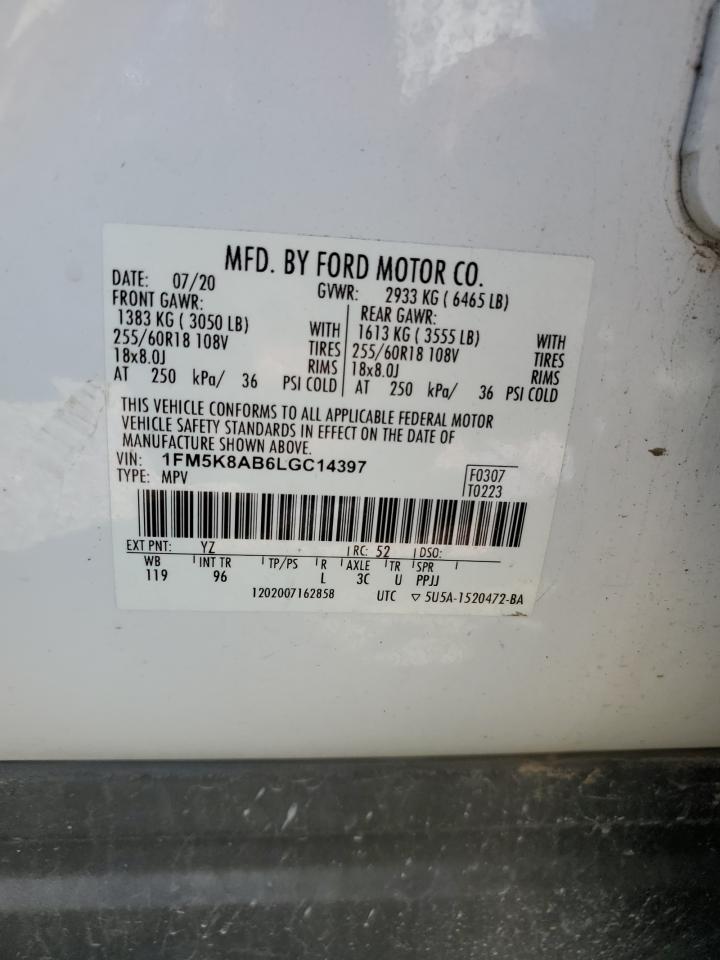 MFD. BY FORD MOTOR CO.
DATE: 07/20 GVWR: 2933 KG ( 6465 LB)
FRONT GAWR: REAR GAWR:
1383 KG ( 3050 LB) WITH 1613 KG ( 3555 LB) WITH
255/60R18 108V TIRES 255/60R18 108V TIRES
18x8.0J RIMS 18x8.0J RIMS
AT 250 kPa/ 36 PSI COLD AT 250 kPa/ 36 PSI COLD
THIS VEHICLE CONFORMS TO ALL APPLICABLE FEDERAL MOTOR
VEHICLE SAFETY STANDARDS IN EFFECT ON THE DATE OF
MANUFACTURE SHOWN ABOVE.
VIN: 1FM5K8AB6LGC14397 F0307
TYPE: MPV T0223
EXT PNT: YZ RC: 52 DSO:
WB INT TR TP/PS R AXLE TR SPR
119 96 L 3C U PPJJ
1202007162858 UTC ▽ 5U5A-1520472-BA